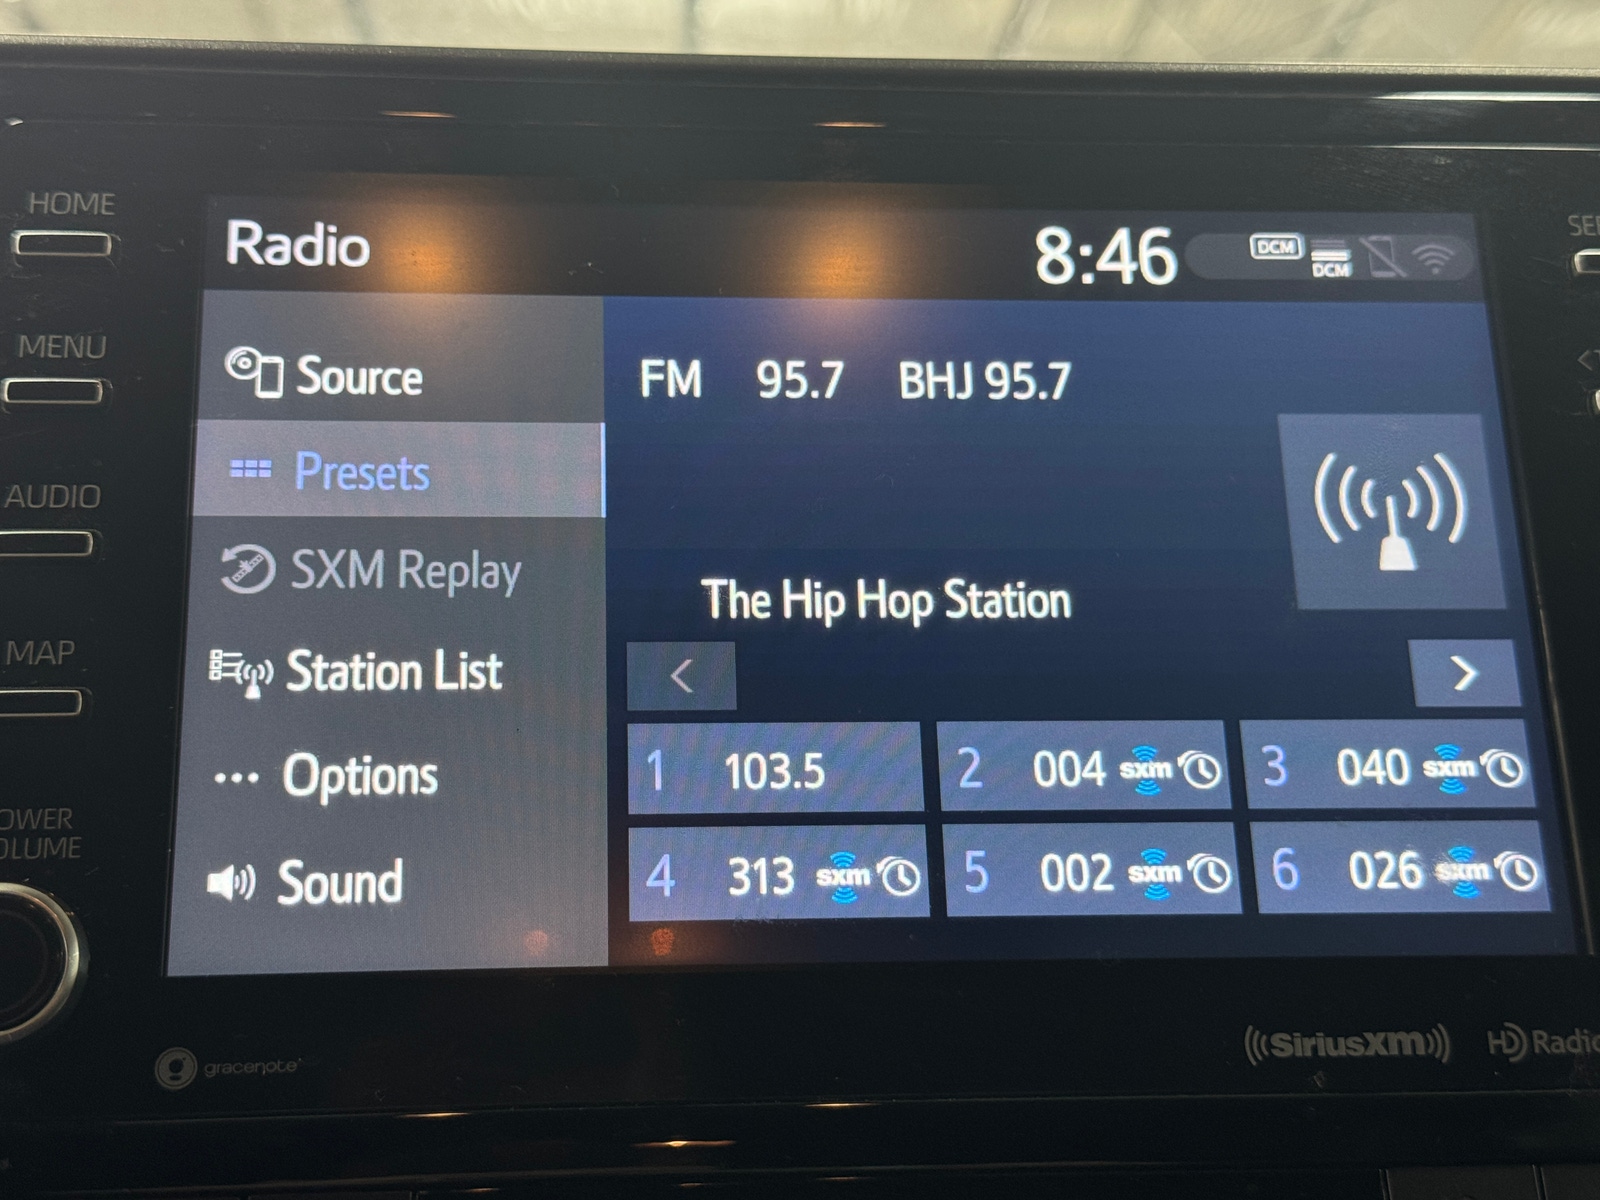 HOME
MENU
AUDIO
MAP
Radio
8:46
DCM
DCM
Source
Presets
SXM Replay
Station List
Options
Sound
FM 95.7 BHJ 95.7
The Hip Hop Station
< >
1 103.5
2 004 sxm
3 040 sxm
4 313 sxm
5 002 sxm
6 026 sxm
gracenote
SiriusXM
HD Radio